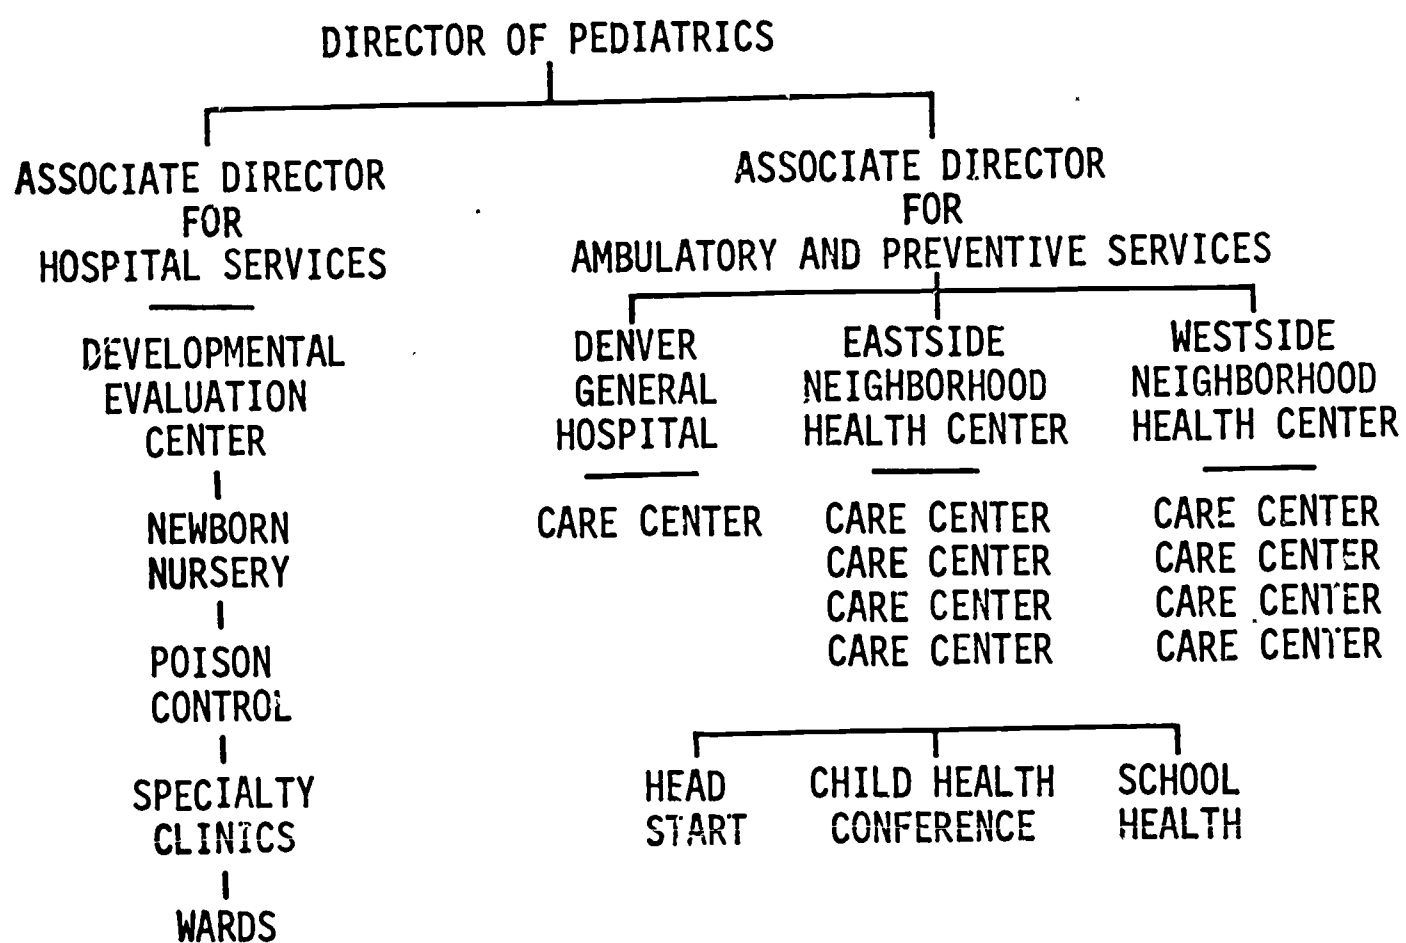 DIRECTOR OF PEDIATRICS
ASSOCIATE DIRECTOR
FOR
HOSPITAL SERVICES
DEVELOPMENTAL
EVALUATION
CENTER
NEWBORN
NURSERY
POISON
CONTROL
SPECIALTY
CLINICS
WARDS
ASSOCIATE DIRECTOR
FOR
AMBULATORY AND PREVENTIVE SERVICES
DENVER
GENERAL
HOSPITAL
CARE CENTER
EASTSIDE
NEIGHBORHOOD
HEALTH CENTER
CARE CENTER
CARE CENTER
CARE CENTER
CARE CENTER
WESTSIDE
NEIGHBORHOOD
HEALTH CENTER
CARE CENTER
CARE CENTER
CARE CENTER
CARE CENTER
HEAD
START
CHILD HEALTH
CONFERENCE
SCHOOL
HEALTH